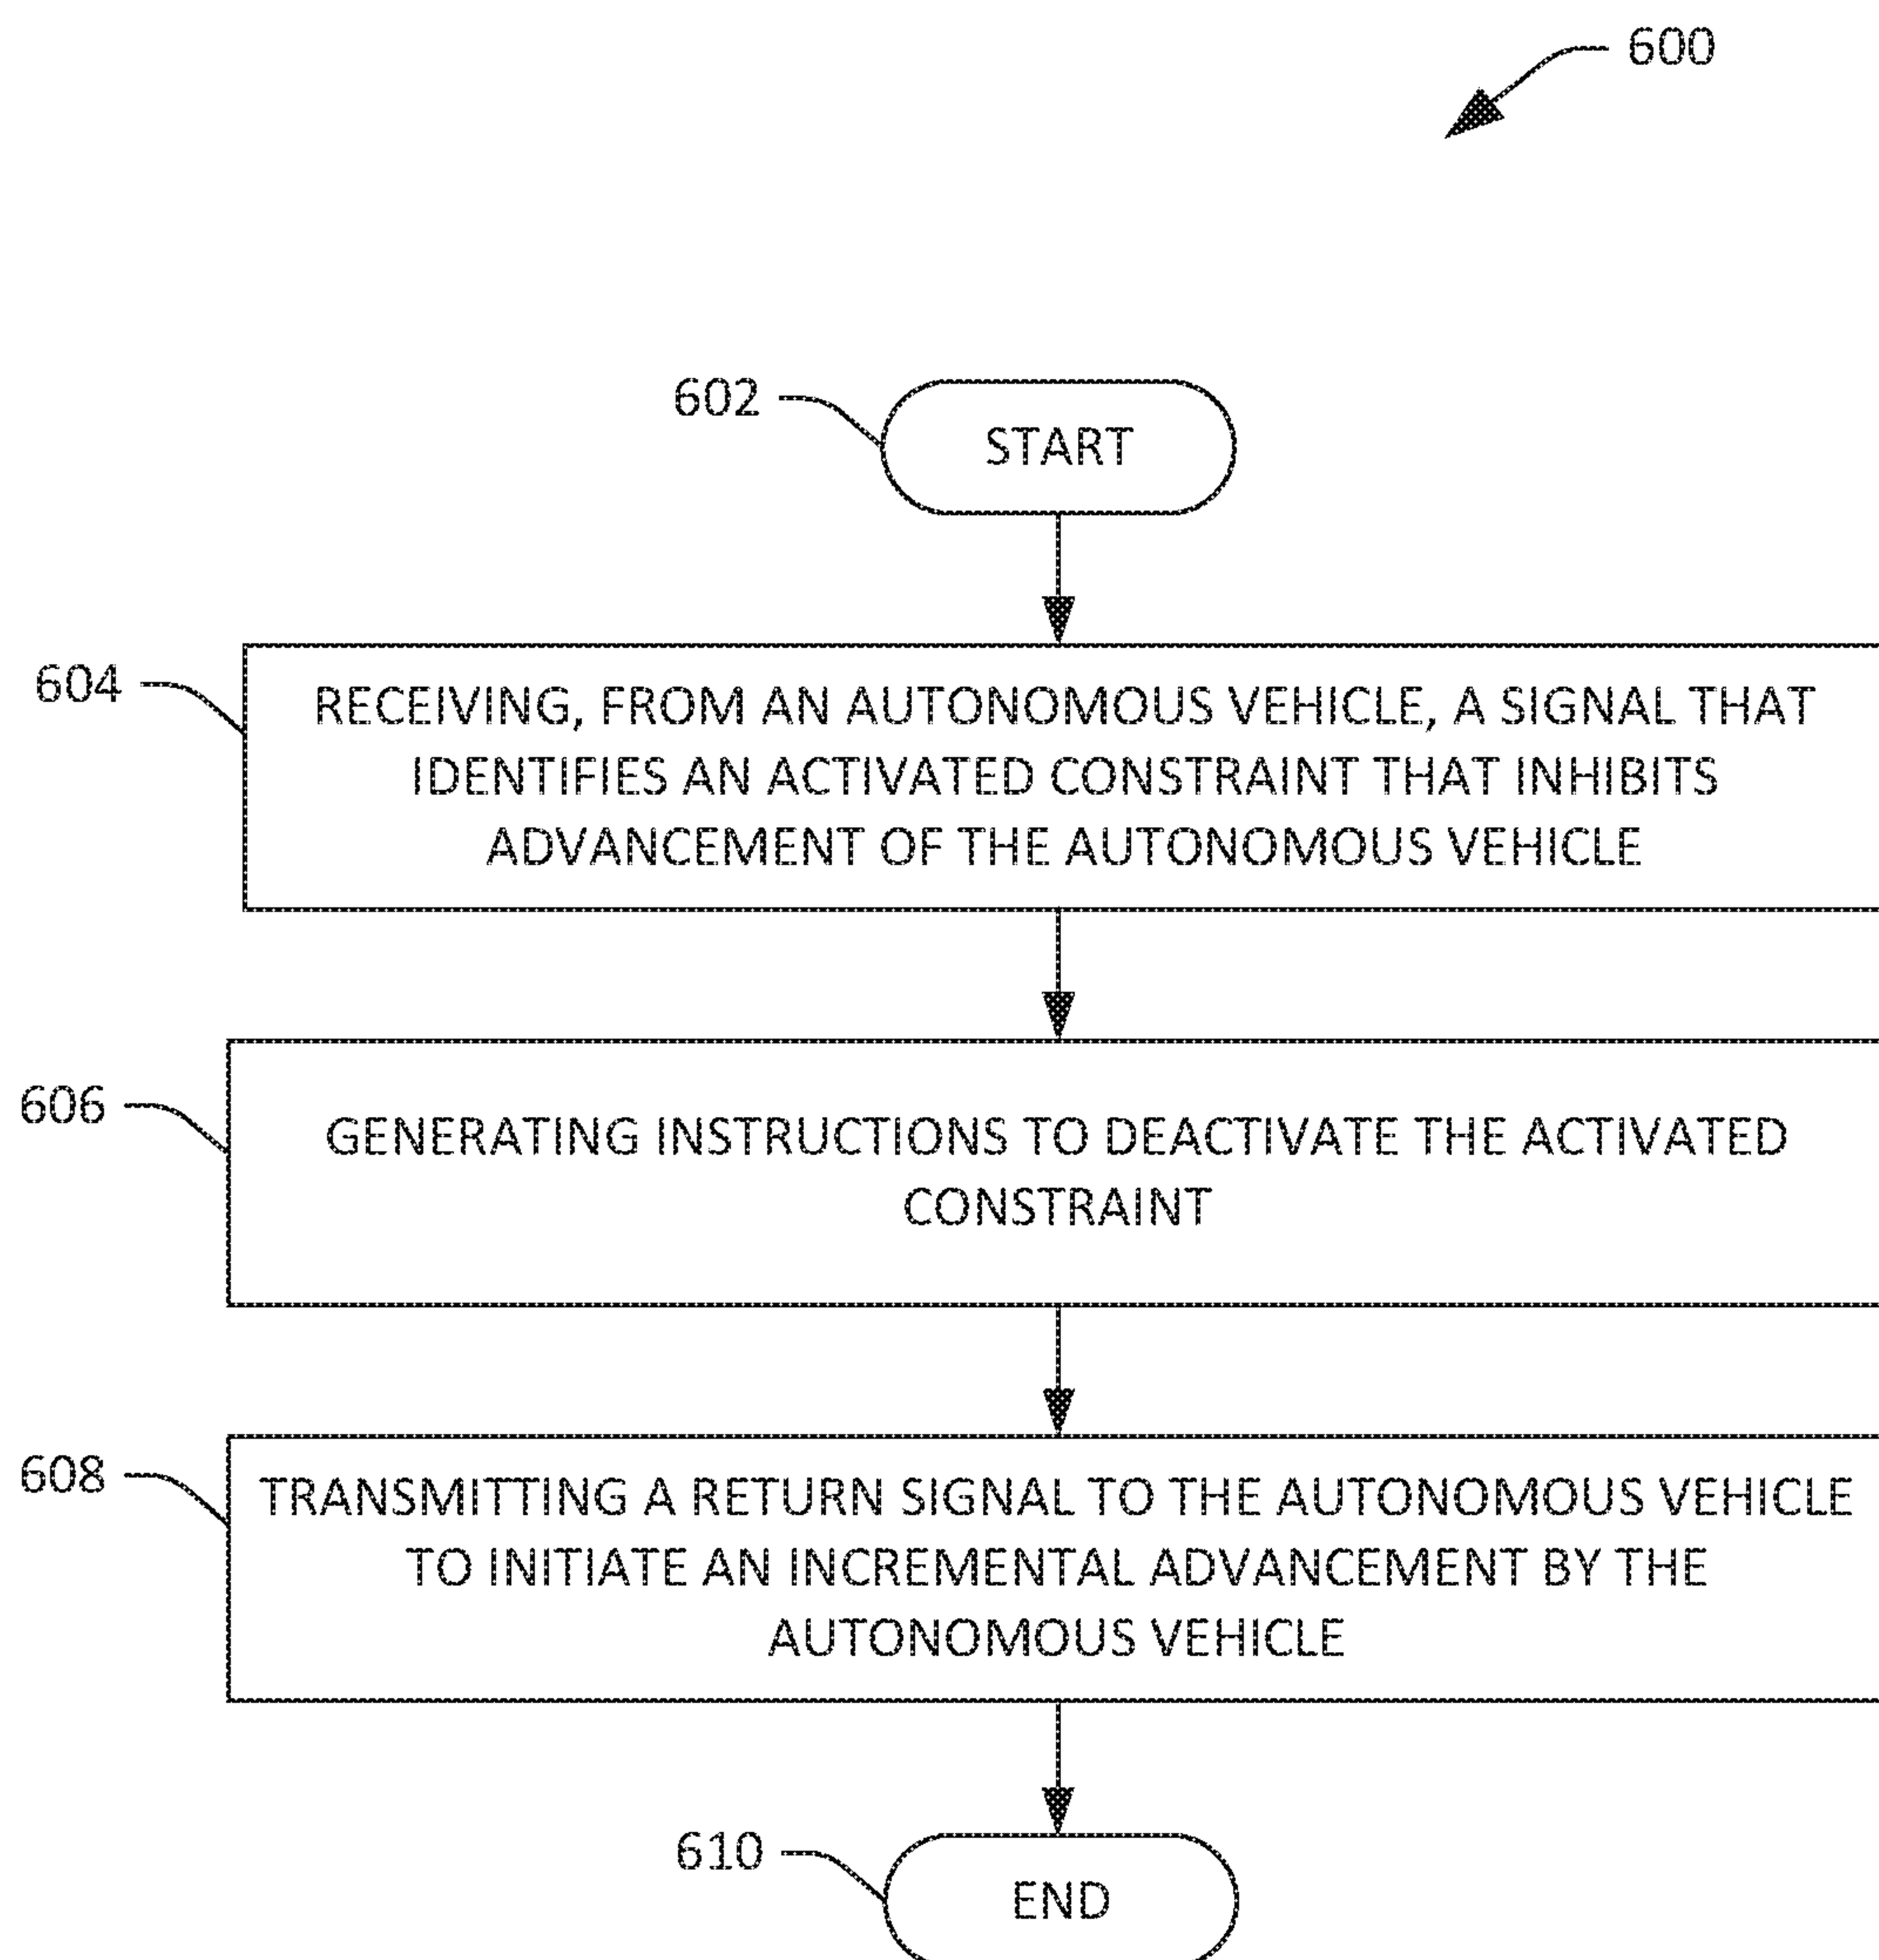 600
602
START
604
RECEIVING, FROM AN AUTONOMOUS VEHICLE, A SIGNAL THAT
IDENTIFIES AN ACTIVATED CONSTRAINT THAT INHIBITS
ADVANCEMENT OF THE AUTONOMOUS VEHICLE
606
GENERATING INSTRUCTIONS TO DEACTIVATE THE ACTIVATED
CONSTRAINT
608
TRANSMITTING A RETURN SIGNAL TO THE AUTONOMOUS VEHICLE
TO INITIATE AN INCREMENTAL ADVANCEMENT BY THE
AUTONOMOUS VEHICLE
610
END